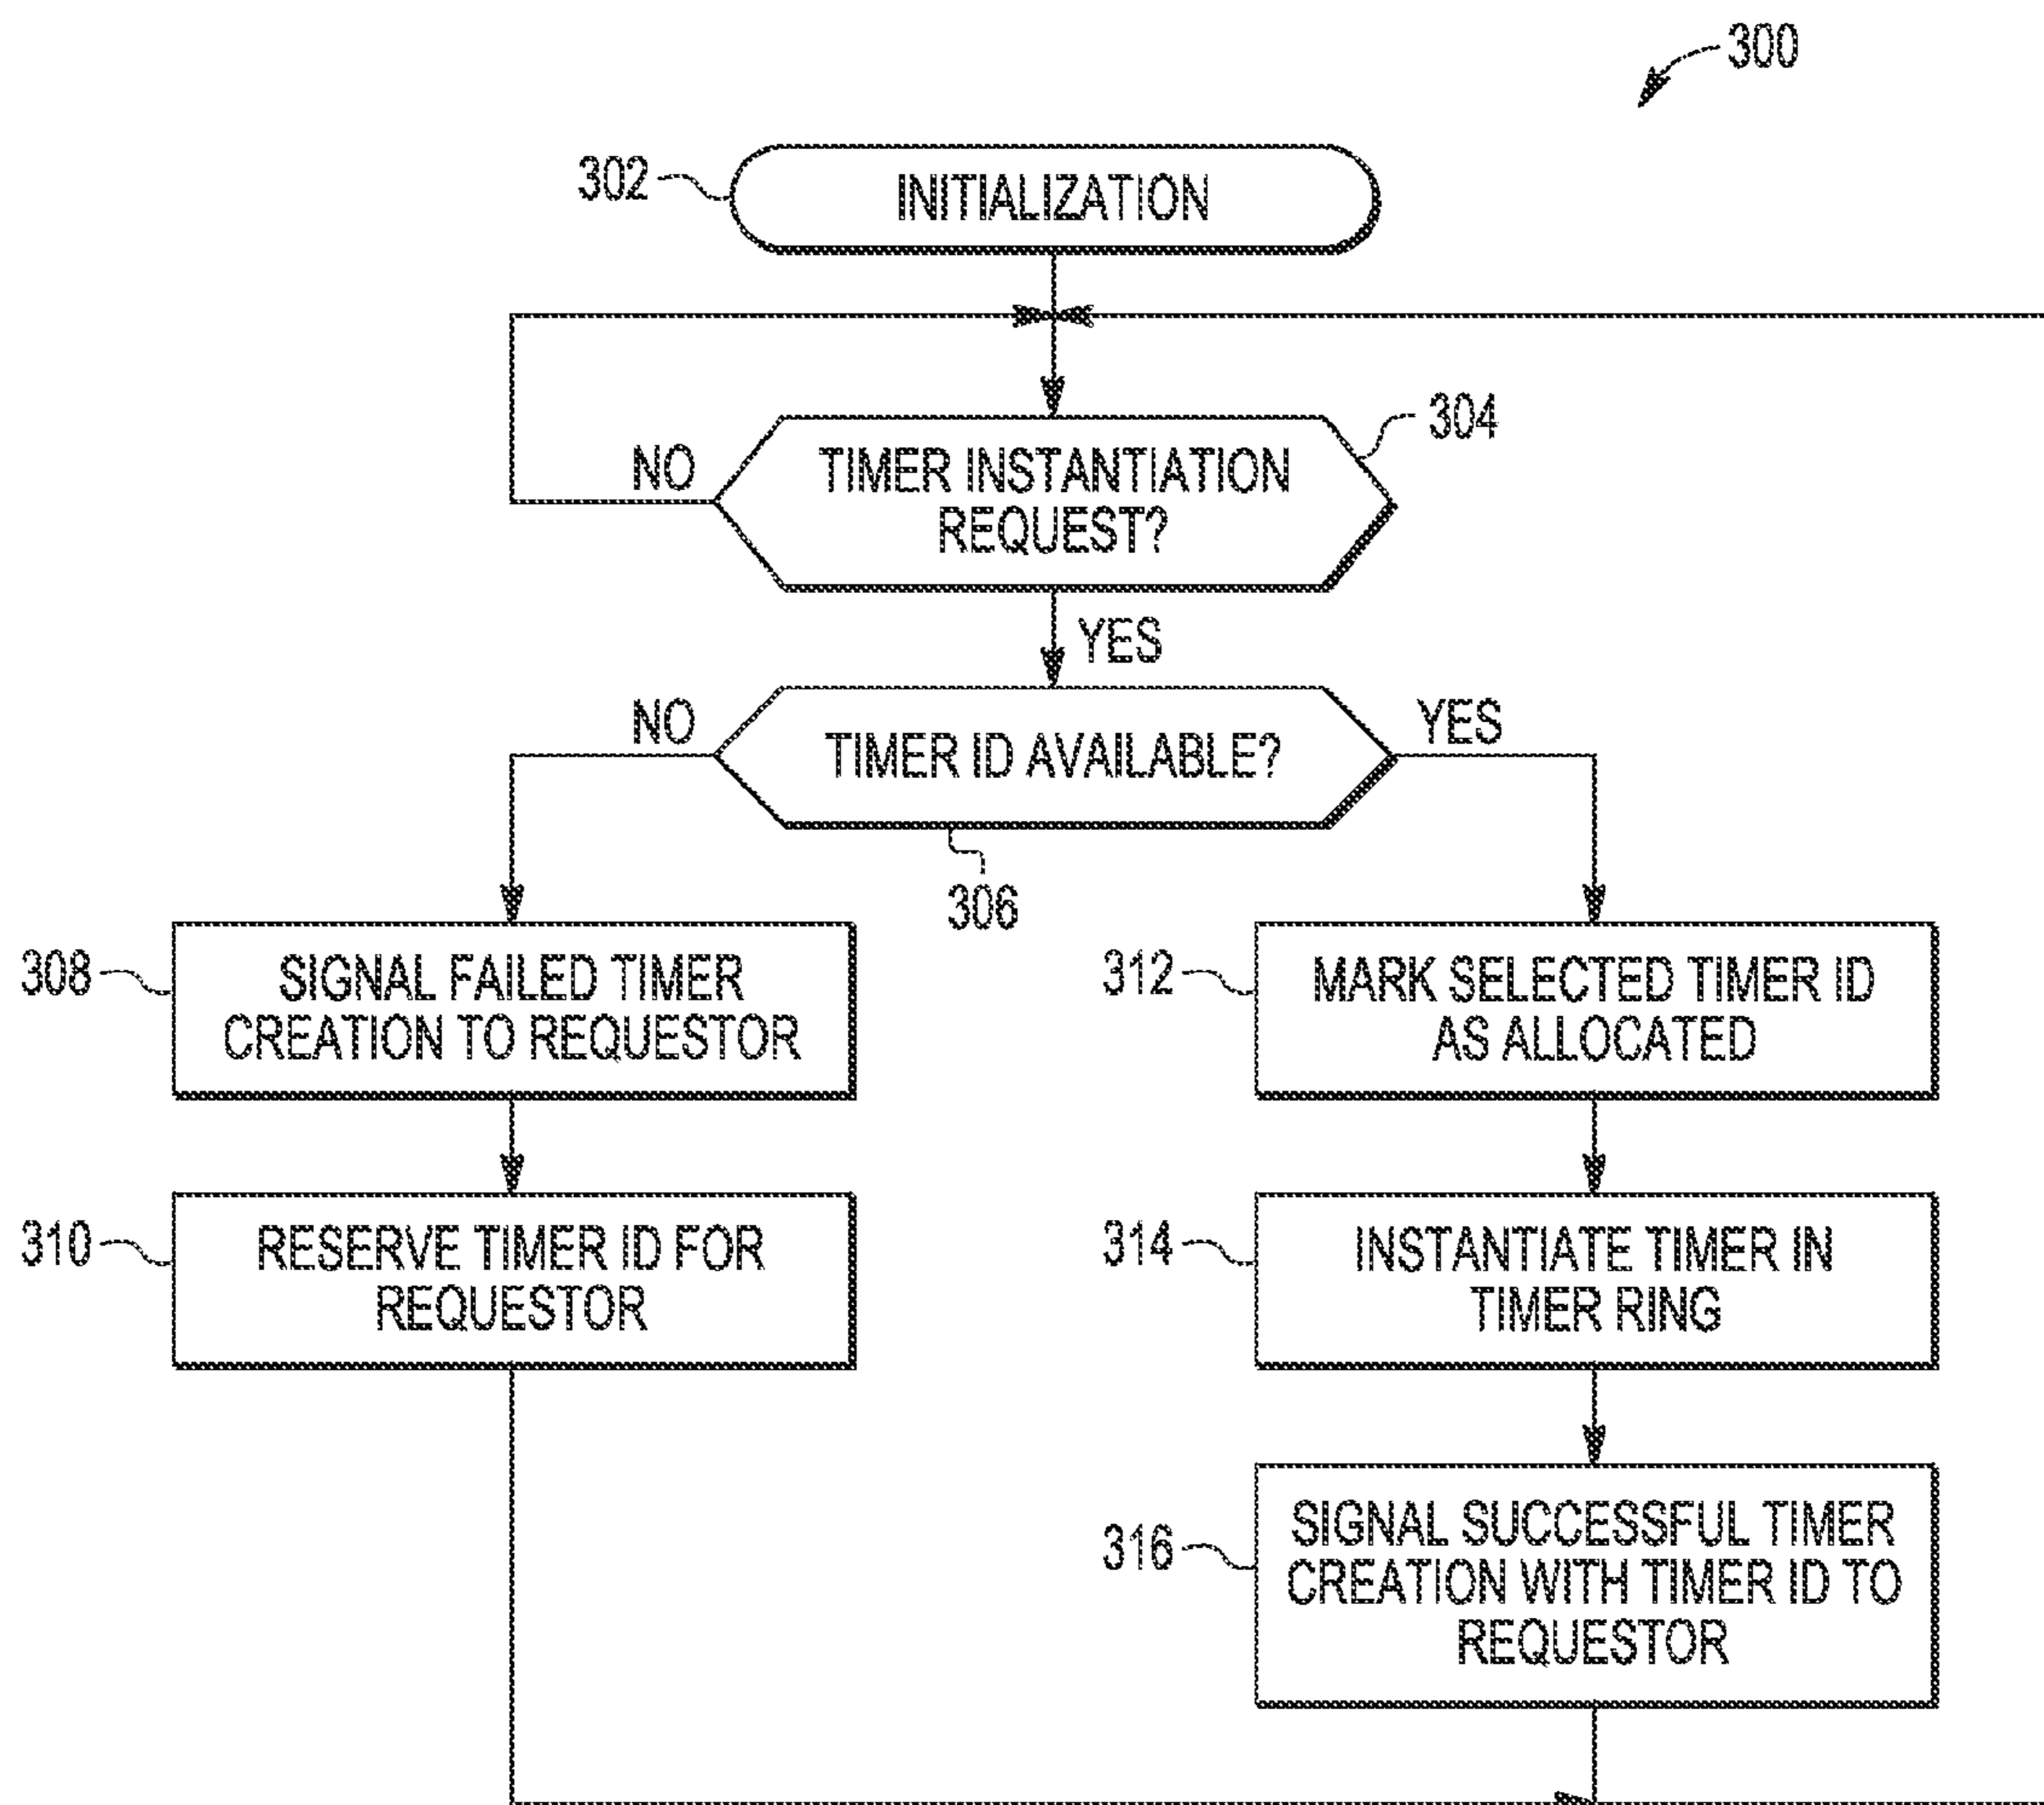 300
302
INITIALIZATION
304
NO
TIMER INSTANTIATION
REQUEST?
YES
NO
TIMER ID AVAILABLE?
YES
306
308
SIGNAL FAILED TIMER
CREATION TO REQUESTOR
312
MARK SELECTED TIMER ID
AS ALLOCATED
310
RESERVE TIMER ID FOR
REQUESTOR
314
INSTANTIATE TIMER IN
TIMER RING
316
SIGNAL SUCCESSFUL TIMER
CREATION WITH TIMER ID TO
REQUESTOR